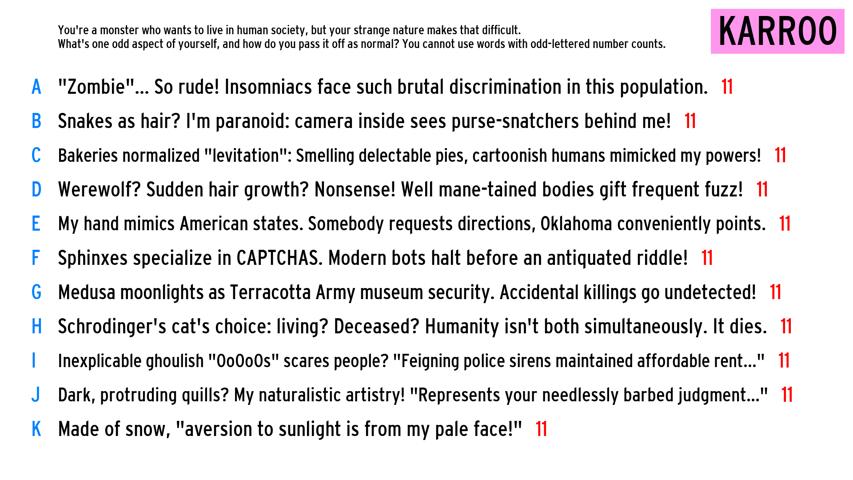 You're a monster who wants to live in human society, but your strange nature makes that difficult.
What's one odd aspect of yourself, and how do you pass it off as normal? You cannot use words with odd-lettered number counts.
KARROO
A "Zombie"... So rude! Insomniacs face such brutal discrimination in this population. 11
B Snakes as hair? I'm paranoid: camera inside sees purse-snatchers behind me! 11
C Bakeries normalized "levitation": Smelling delectable pies, cartoonish humans mimicked my powers! 11
D Werewolf? Sudden hair growth? Nonsense! Well mane-tained bodies gift frequent fuzz! 11
E My hand mimics American states. Somebody requests directions, Oklahoma conveniently points. 11
F Sphinxes specialize in CAPTCHAS. Modern bots halt before an antiquated riddle! 11
G Medusa moonlights as Terracotta Army museum security. Accidental killings go undetected! 11
H Schrodinger's cat's choice: living? Deceased? Humanity isn't both simultaneously. It dies. 11
I Inexplicable ghoulish "OoOoOs" scares people? "Feigning police sirens maintained affordable rent..." 11
J Dark, protruding quills? My naturalistic artistry! "Represents your needlessly barbed judgment..." 11
K Made of snow, "aversion to sunlight is from my pale face!" 11